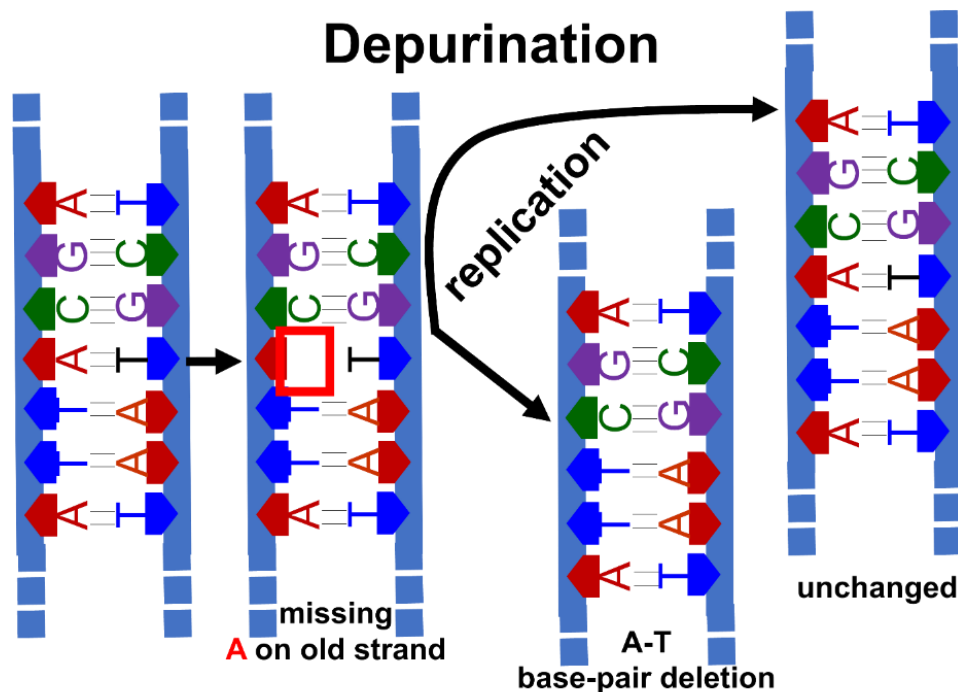 Depurination
A T
G C
C G
A T
T A
T A
A T
A T
G C
C G
T
T A
T A
A T
missing
A on old strand
replication
A T
G C
C G
T A
T A
A T
A-T
base-pair deletion
A T
G C
C G
A T
T A
T A
A T
unchanged